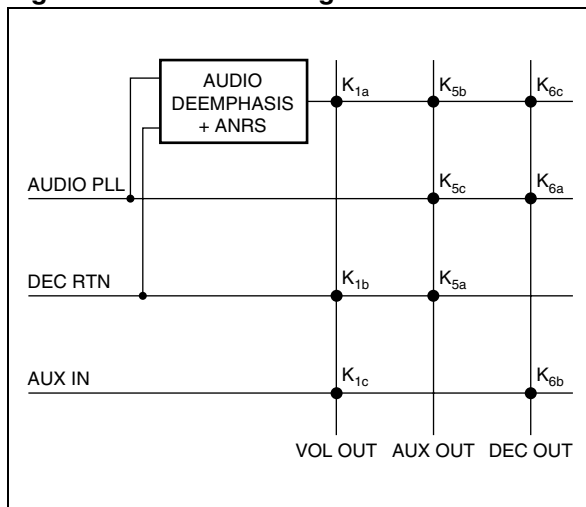 AUDIO
DEEMPHASIS
+ ANRS
K1a
K5b
K6c
AUDIO PLL
K5c
K6a
DEC RTN
K1b
K5a
AUX IN
K1c
K6b
VOL OUT AUX OUT DEC OUT